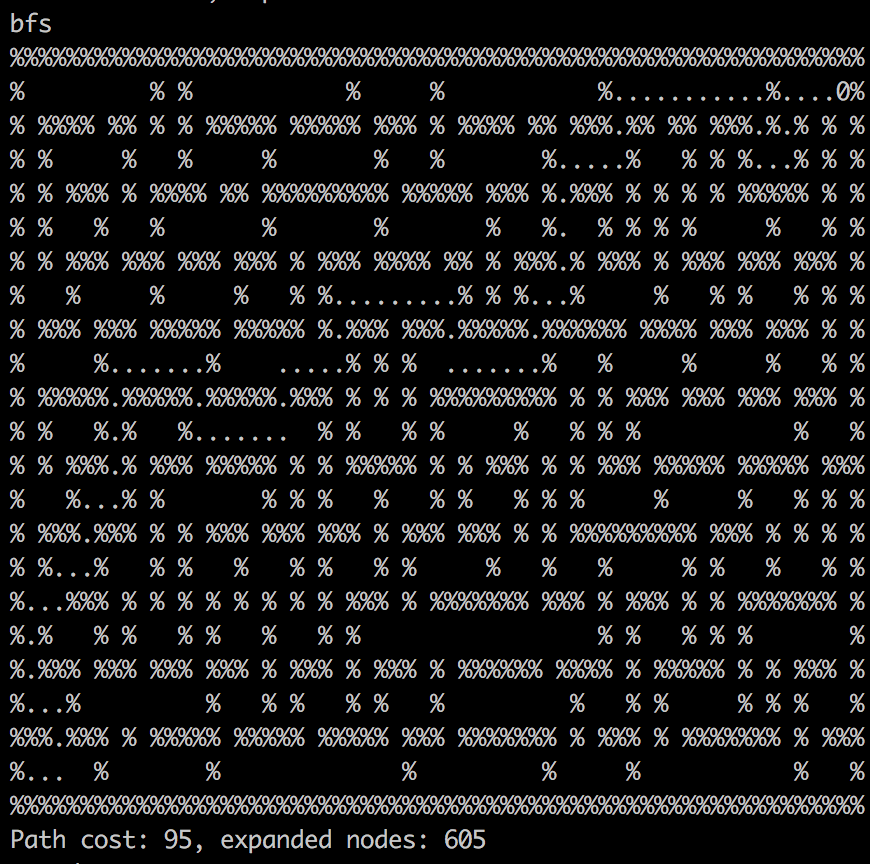 bfs
%%%%%%%%%%%%%%%%%%%%%%%%%%%%%%%%%%%%%%%%%%%%%%%%%%%%%%%%%%%%%
%         % %           %     %           %...........%....0%
% %%%% %% % % %%%%% %%%%% %%% % %%%% %% %%%.%% %% %%%.%.% % %
% %     %   %     %       %   %       %.....%   % % %...% % %
% % %%% % %%%% %% %%%%%%%%% %%%%% %%% %.%%% % % % % %%%%% % %
% %   %   %       %       %       %   %.  % % % %     %   % %
% % %%% %%% %%% %%% % %%% %%%% %% % %%%.% %%% % %%% %%% %%% %
%   %     %     %   % %.........% % %...%     %   % %   % % %
% %%% %%% %%%%% %%%%% %.%%% %%%.%%%%%.%%%%%% %%%% %%% %%% % %
%     %.......%    .....% % %  .......%   %     %     %   % %
% %%%%%.%%%%%.%%%%%.%%% % % % %%%%%%%%% % % %%% %%% %%% %%% %
% %   %.%   %.......  % %   % %     %   % % %           %   %
% % %%%.% %%% %%%%% % % %%%%% % % %%% % % %%% %%%%% %%%%% %%%
%   %...% %       % % %   %   % %   % % %     %     %   % % %
% %%%.%%% % % %%% %%% %%% % %%% %%% % % %%%%%%%%% %%% % % % %
% %...%   % %   %   % %   % %     %   %   %     % %   %   % %
%...%%% % % % % % % % % %%% % %%%%%%% %%% % %%% % % %%%%%%% %
%.%   % %   % %   %   % %                 % %   % % %       %
%.%%% %%% %%% %%% % %%% % %%% % %%%%%% %%%% % %%%%% % % %%% %
%...%         %   % %   % %   %         %   % %     % % %   %
%%%.%%% % %%%%% %%%%% %%%%% %%% %%%%%%% % %%% % %%%%%%% % %%%
%...  %       %             %         %     %           %   %
%%%%%%%%%%%%%%%%%%%%%%%%%%%%%%%%%%%%%%%%%%%%%%%%%%%%%%%%%%%%%
Path cost: 95, expanded nodes: 605